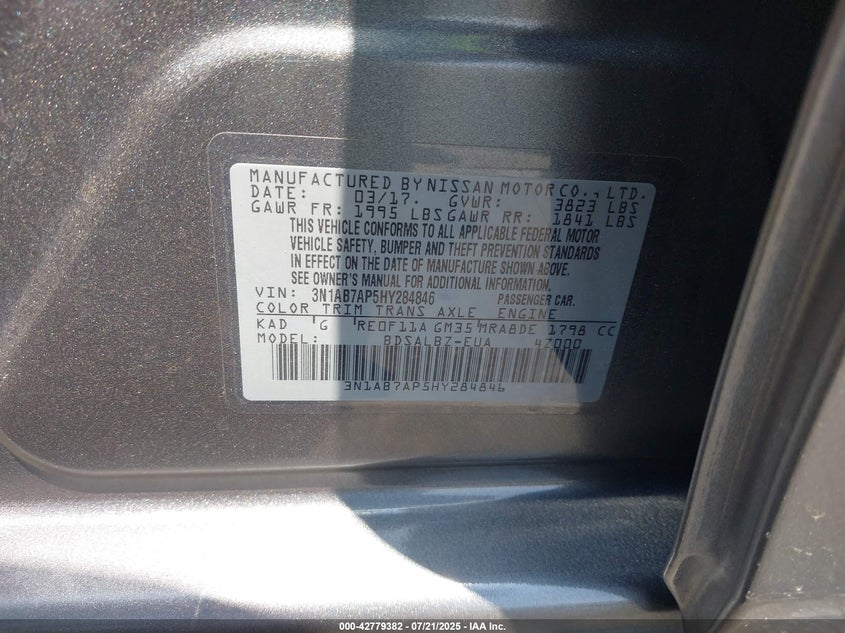 MANUFACTURED BY NISSAN MOTOR CO., LTD.
DATE: 03/17. GVWR: 3823 LBS
GAWR FR: 1995 LBS GAWR RR: 1841 LBS
THIS VEHICLE CONFORMS TO ALL APPLICABLE FEDERAL MOTOR
VEHICLE SAFETY, BUMPER AND THEFT PREVENTION STANDARDS
IN EFFECT ON THE DATE OF MANUFACTURE SHOWN ABOVE.
SEE OWNER'S MANUAL FOR ADDITIONAL INFORMATION.
VIN: 3N1AB7AP5HY284846 PASSENGER CAR.
COLOR TRIM TRANS AXLE ENGINE
KAD G RE0F11A GM35 MRA8DE 1798 CC
MODEL: BDSALBZ-EUA 4Z000
3N1AB7AP5HY284846
000-42779382 | 07/21/2025 - IAA Inc.